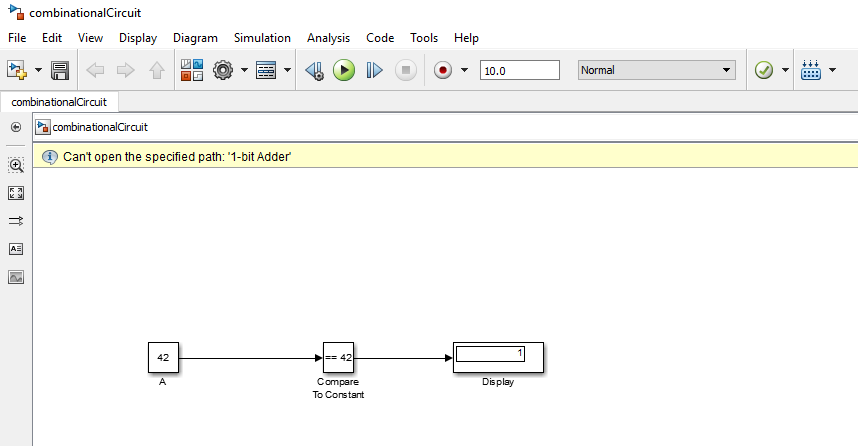 combinationalCircuit
File Edit View Display Diagram Simulation Analysis Code Tools Help
10.0 Normal
combinationalCircuit
combinationalCircuit
Can't open the specified path: '1-bit Adder'
42 == 42 1
A Compare Display
To Constant